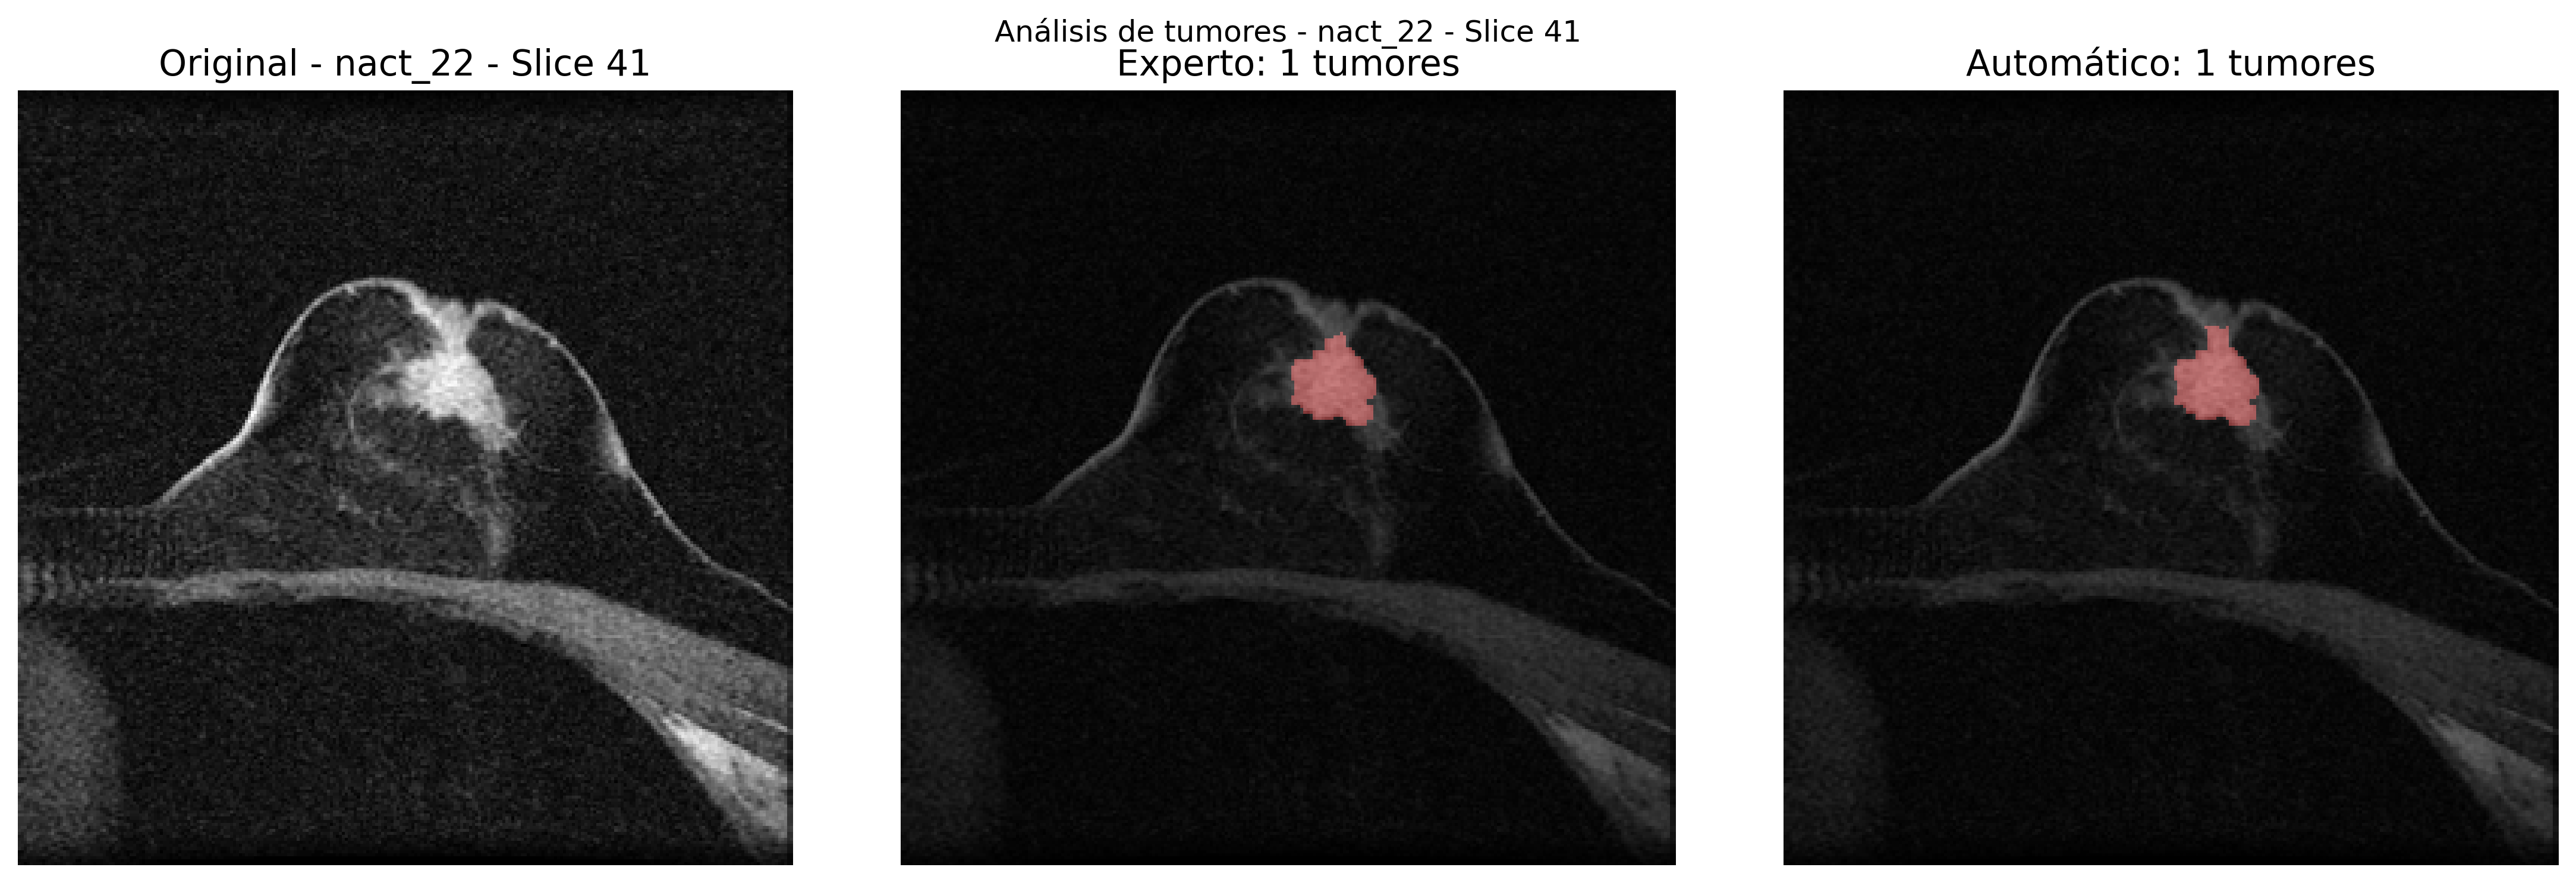 Análisis de tumores - nact_22 - Slice 41
Original - nact_22 - Slice 41
Experto: 1 tumores
Automático: 1 tumores